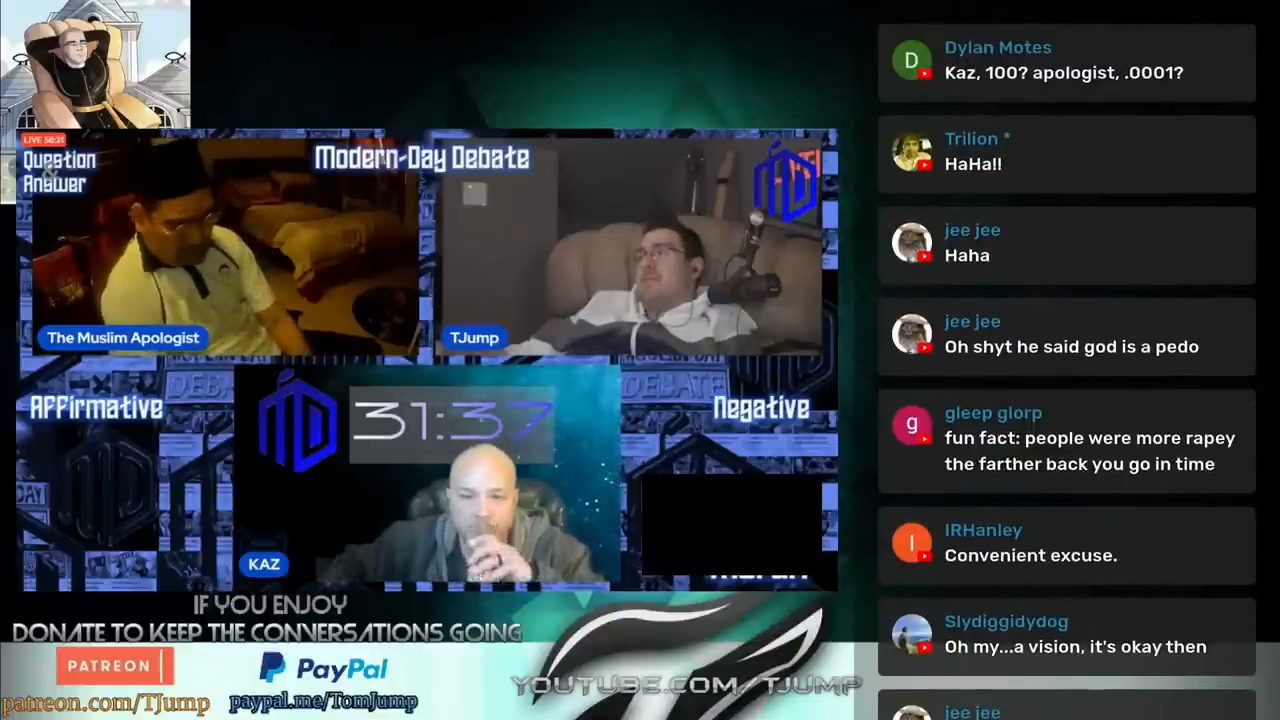 LIVE 58:21
Question
&
Answer
Modern-Day Debate
The Muslim Apologist
TJump
Affirmative
DEBATE
Negative
31:37
KAZ
IF YOU ENJOY
DONATE TO KEEP THE CONVERSATIONS GOING
PATREON
PayPal
patreon.com/TJump
paypal.me/TomJump
YOUTUBE.COM/TJUMP
D
Dylan Motes
Kaz, 100? apologist, .0001?
Trilion *
HaHa!!
jee jee
Haha
jee jee
Oh shyt he said god is a pedo
g
gleep glorp
fun fact: people were more rapey
the farther back you go in time
I
IRHanley
Convenient excuse.
Slydiggidydog
Oh my...a vision, it's okay then
jee jee